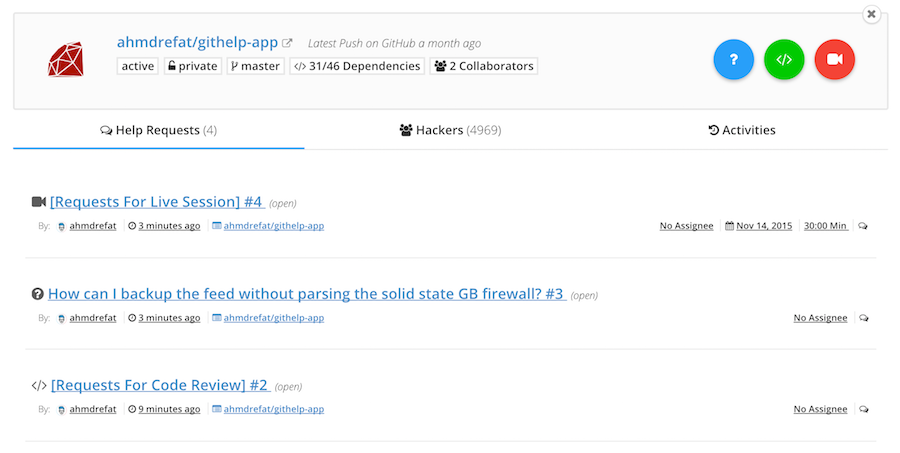 ahmdrefat/githelp-app Latest Push on GitHub a month ago
active private master 31/46 Dependencies 2 Collaborators
? </>
Help Requests (4) Hackers (4969) Activities
[Requests For Live Session] #4 (open)
By: ahmdrefat 3 minutes ago ahmdrefat/githelp-app No Assignee Nov 14, 2015 30:00 Min
How can I backup the feed without parsing the solid state GB firewall? #3 (open)
By: ahmdrefat 3 minutes ago ahmdrefat/githelp-app No Assignee
</> [Requests For Code Review] #2 (open)
By: ahmdrefat 9 minutes ago ahmdrefat/githelp-app No Assignee